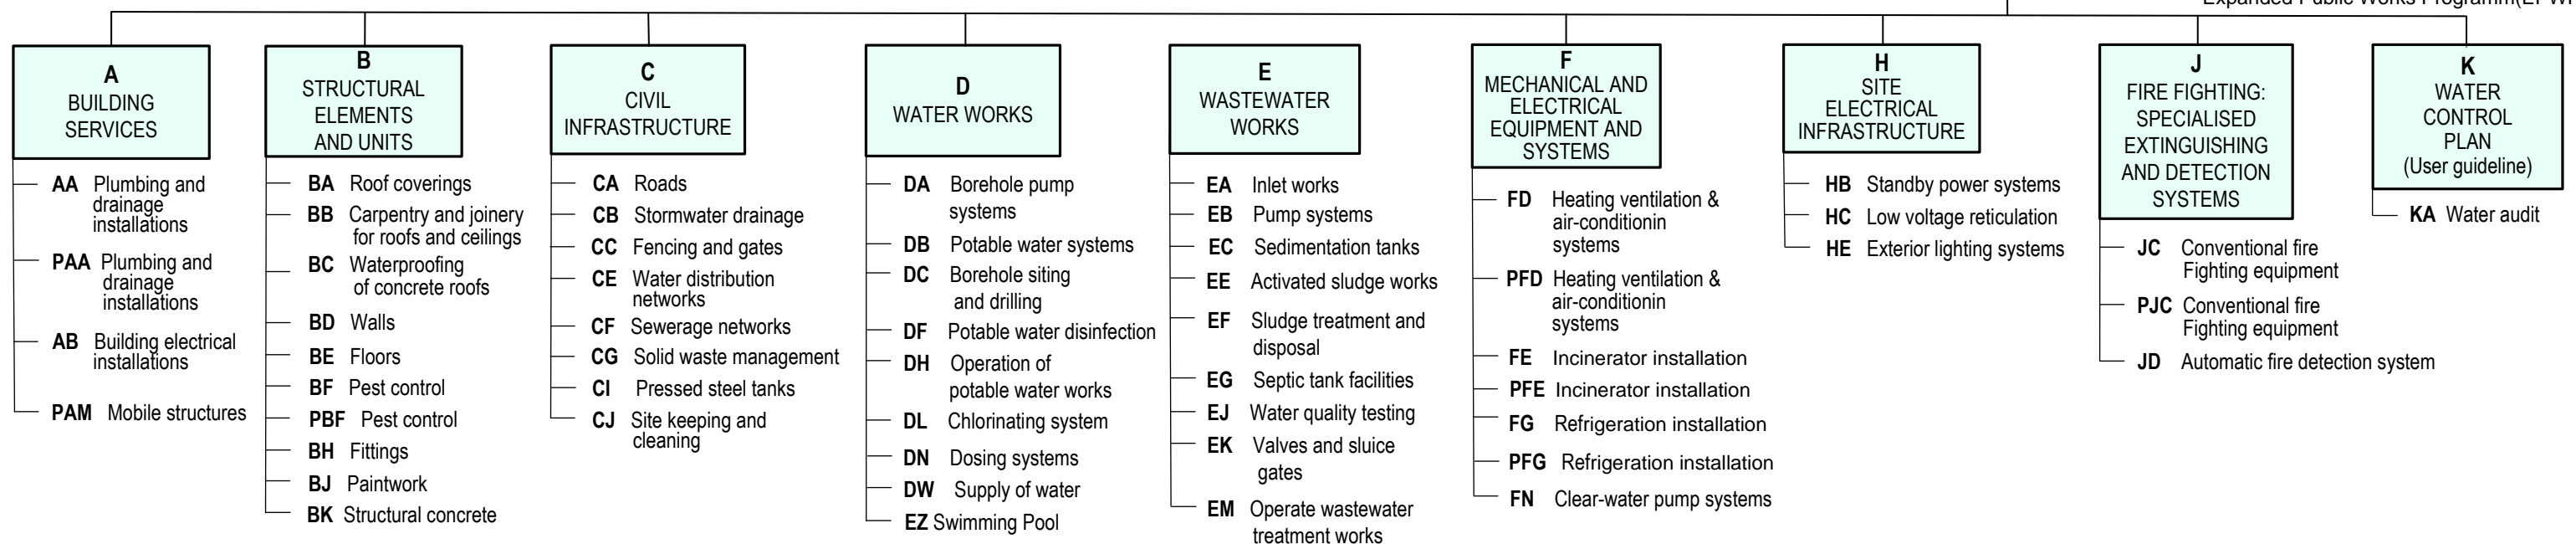 Expanded Public Works Programm(EPWP
A
BUILDING
SERVICES
AA Plumbing and
drainage
installations
PAA Plumbing and
drainage
installations
AB Building electrical
installations
PAM Mobile structures
B
STRUCTURAL
ELEMENTS
AND UNITS
BA Roof coverings
BB Carpentry and joinery
for roofs and ceilings
BC Waterproofing
of concrete roofs
BD Walls
BE Floors
BF Pest control
PBF Pest control
BH Fittings
BJ Paintwork
BK Structural concrete
C
CIVIL
INFRASTRUCTURE
CA Roads
CB Stormwater drainage
CC Fencing and gates
CE Water distribution
networks
CF Sewerage networks
CG Solid waste management
CI Pressed steel tanks
CJ Site keeping and
cleaning
D
WATER WORKS
DA Borehole pump
systems
DB Potable water systems
DC Borehole siting
and drilling
DF Potable water disinfection
DH Operation of
potable water works
DL Chlorinating system
DN Dosing systems
DW Supply of water
EZ Swimming Pool
E
WASTEWATER
WORKS
EA Inlet works
EB Pump systems
EC Sedimentation tanks
EE Activated sludge works
EF Sludge treatment and
disposal
EG Septic tank facilities
EJ Water quality testing
EK Valves and sluice
gates
EM Operate wastewater
treatment works
F
MECHANICAL AND
ELECTRICAL
EQUIPMENT AND
SYSTEMS
FD Heating ventilation &
air-conditionin
systems
PFD Heating ventilation &
air-conditionin
systems
FE Incinerator installation
PFE Incinerator installation
FG Refrigeration installation
PFG Refrigeration installation
FN Clear-water pump systems
H
SITE
ELECTRICAL
INFRASTRUCTURE
HB Standby power systems
HC Low voltage reticulation
HE Exterior lighting systems
J
FIRE FIGHTING:
SPECIALISED
EXTINGUISHING
AND DETECTION
SYSTEMS
JC Conventional fire
Fighting equipment
PJC Conventional fire
Fighting equipment
JD Automatic fire detection system
K
WATER
CONTROL
PLAN
(User guideline)
KA Water audit